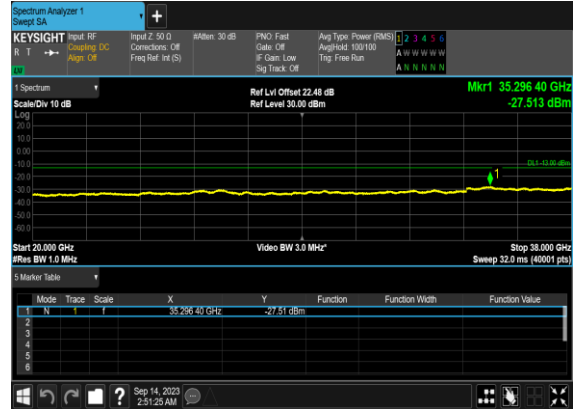 Spectrum Analyzer 1
Swept SA
KEYSIGHT Input: RF Input Z: 50 Ω #Atten: 30 dB PNO: Fast Avg Type: Power (RMS) 1 2 3 4 5 6
R T Coupling: DC Corrections: Off Gate: Off Avg|Hold: 100/100 A W W W W W
Align: Off Freq Ref: Int (S) IF Gain: Low Trig: Free Run
Sig Track: Off A N N N N N
LXI
1 Spectrum Ref Lvl Offset 22.48 dB Mkr1 35.296 40 GHz
Scale/Div 10 dB Ref Level 30.00 dBm -27.513 dBm
Log
20.0
10.0
0.00
-10.0 DL1 -13.00 dBm
-20.0 1
-30.0
-40.0
-50.0
-60.0
Start 20.000 GHz Video BW 3.0 MHz* Stop 38.000 GHz
#Res BW 1.0 MHz Sweep 32.0 ms (40001 pts)
5 Marker Table
Mode Trace Scale X Y Function Function Width Function Value
1 N 1 f 35.296 40 GHz -27.51 dBm
2
3
4
5
6
? Sep 14, 2023
2:51:25 AM